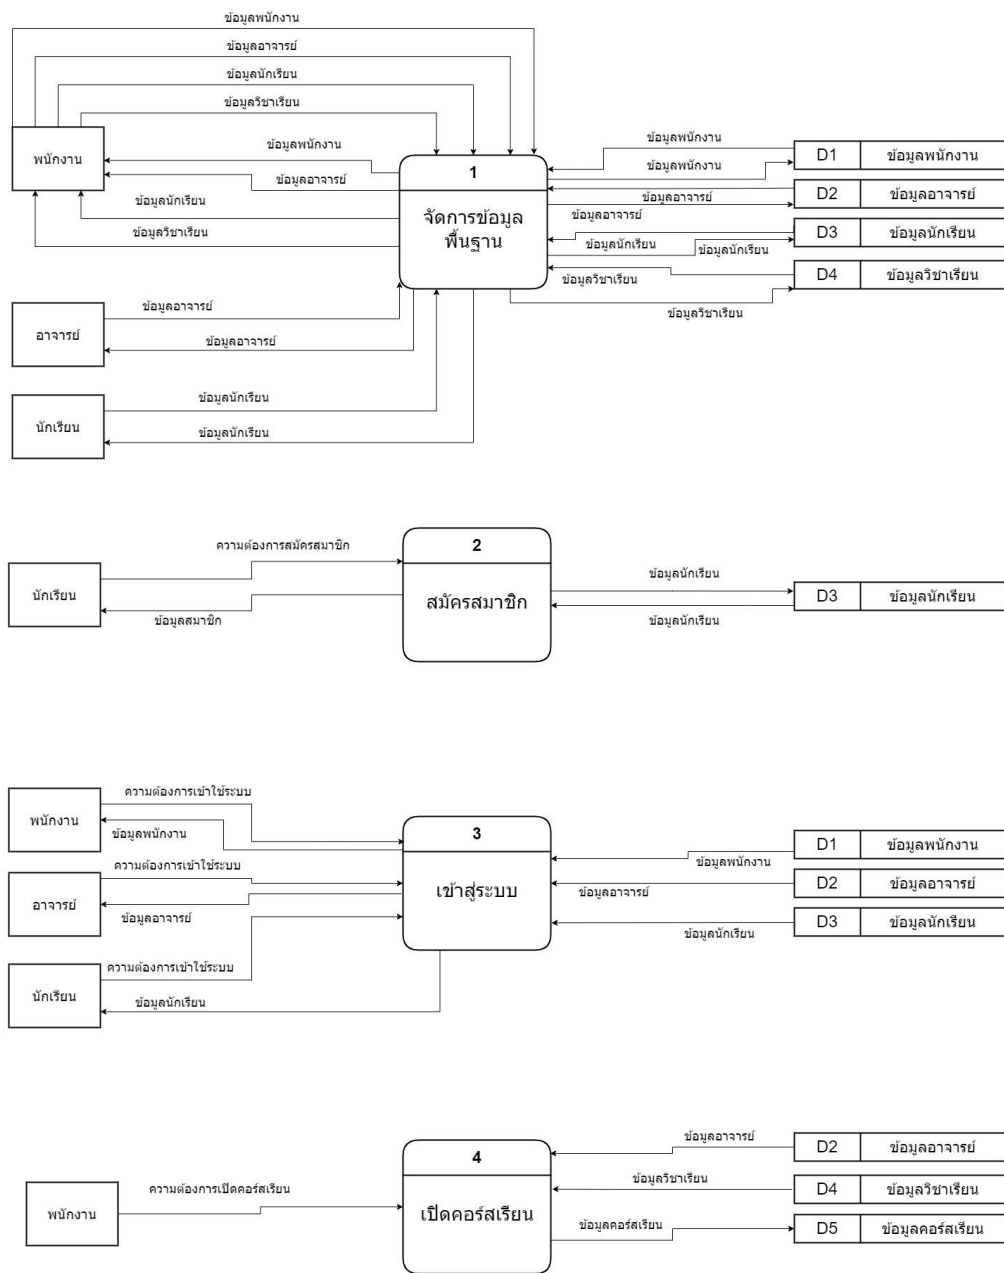 ข้อมูลพนักงาน
ข้อมูลอาจารย์
ข้อมูลนักเรียน
ข้อมูลวิชาเรียน
พนักงาน
ข้อมูลพนักงาน
ข้อมูลอาจารย์
ข้อมูลนักเรียน
ข้อมูลวิชาเรียน
1
จัดการข้อมูล
พื้นฐาน
ข้อมูลพนักงาน
ข้อมูลพนักงาน
D1 ข้อมูลพนักงาน
ข้อมูลอาจารย์
ข้อมูลอาจารย์
D2 ข้อมูลอาจารย์
ข้อมูลนักเรียน
ข้อมูลนักเรียน
D3 ข้อมูลนักเรียน
ข้อมูลวิชาเรียน
ข้อมูลวิชาเรียน
D4 ข้อมูลวิชาเรียน
อาจารย์
ข้อมูลอาจารย์
ข้อมูลอาจารย์
นักเรียน
ข้อมูลนักเรียน
ข้อมูลนักเรียน
นักเรียน
ความต้องการสมัครสมาชิก
ข้อมูลสมาชิก
2
สมัครสมาชิก
ข้อมูลนักเรียน
ข้อมูลนักเรียน
D3 ข้อมูลนักเรียน
พนักงาน
ความต้องการเข้าใช้ระบบ
ข้อมูลพนักงาน
อาจารย์
ความต้องการเข้าใช้ระบบ
ข้อมูลอาจารย์
นักเรียน
ความต้องการเข้าใช้ระบบ
ข้อมูลนักเรียน
3
เข้าสู่ระบบ
ข้อมูลพนักงาน
D1 ข้อมูลพนักงาน
ข้อมูลอาจารย์
D2 ข้อมูลอาจารย์
ข้อมูลนักเรียน
D3 ข้อมูลนักเรียน
พนักงาน
ความต้องการเปิดคอร์สเรียน
4
เปิดคอร์สเรียน
ข้อมูลอาจารย์
D2 ข้อมูลอาจารย์
ข้อมูลวิชาเรียน
D4 ข้อมูลวิชาเรียน
ข้อมูลคอร์สเรียน
D5 ข้อมูลคอร์สเรียน